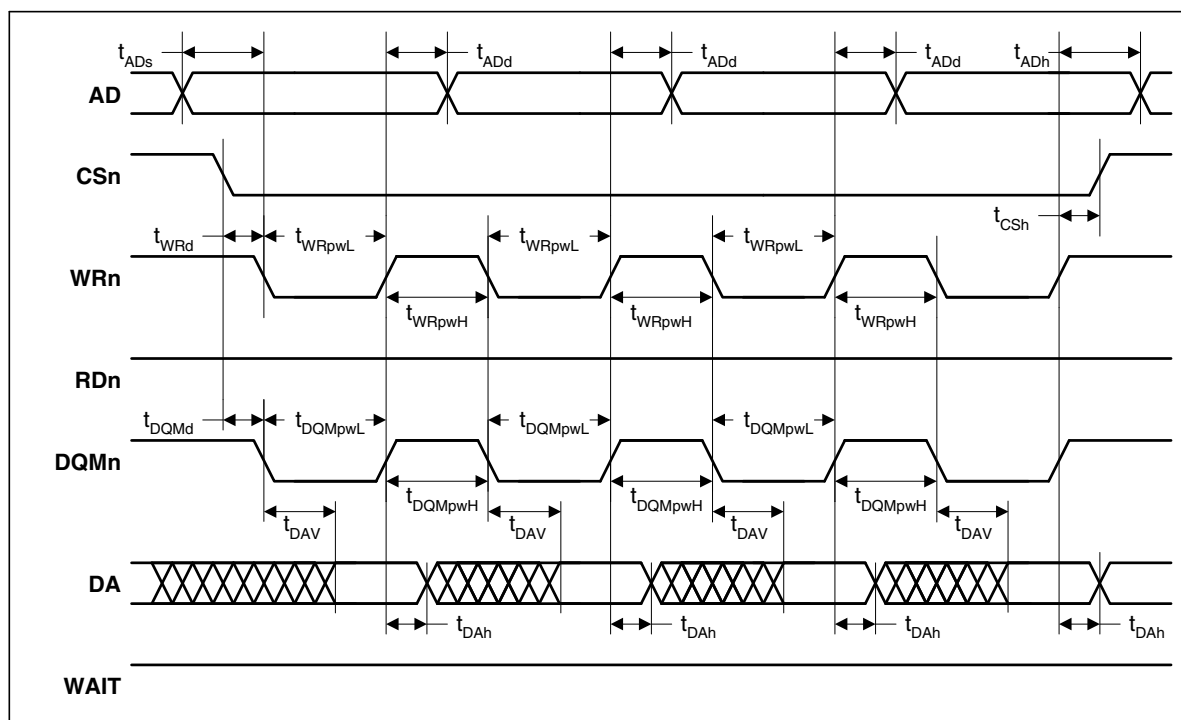 tADs tADd tADd tADd tADh
AD
CSn
tCSh
tWRd tWRpwL tWRpwL tWRpwL
WRn
tWRpwH tWRpwH tWRpwH
RDn
tDQMd tDQMpwL tDQMpwL tDQMpwL
DQMn
tDQMpwH tDQMpwH tDQMpwH
tDAV tDAV tDAV tDAV
DA
tDAh tDAh tDAh tDAh
WAIT